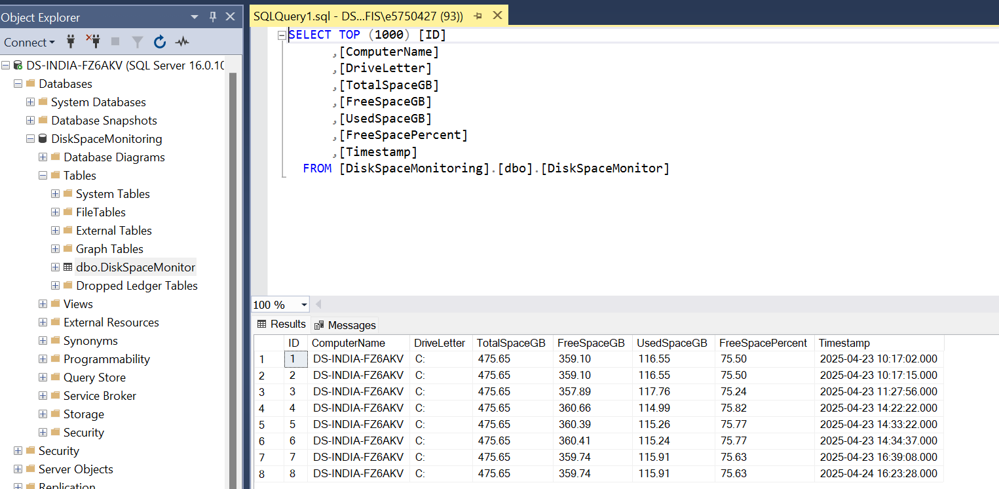 Object Explorer
Connect
DS-INDIA-FZ6AKV (SQL Server 16.0.10
Databases
System Databases
Database Snapshots
DiskSpaceMonitoring
Database Diagrams
Tables
System Tables
FileTables
External Tables
Graph Tables
dbo.DiskSpaceMonitor
Dropped Ledger Tables
Views
External Resources
Synonyms
Programmability
Query Store
Service Broker
Storage
Security
Security
Server Objects
Replication
SQLQuery1.sql - DS...FIS\e5750427 (93))
SELECT TOP (1000) [ID]
,[ComputerName]
,[DriveLetter]
,[TotalSpaceGB]
,[FreeSpaceGB]
,[UsedSpaceGB]
,[FreeSpacePercent]
,[Timestamp]
FROM [DiskSpaceMonitoring].[dbo].[DiskSpaceMonitor]
100 %
Results Messages
ID ComputerName DriveLetter TotalSpaceGB FreeSpaceGB UsedSpaceGB FreeSpacePercent Timestamp
1 1 DS-INDIA-FZ6AKV C: 475.65 359.10 116.55 75.50 2025-04-23 10:17:02.000
2 2 DS-INDIA-FZ6AKV C: 475.65 359.10 116.55 75.50 2025-04-23 10:17:15.000
3 3 DS-INDIA-FZ6AKV C: 475.65 357.89 117.76 75.24 2025-04-23 11:27:56.000
4 4 DS-INDIA-FZ6AKV C: 475.65 360.66 114.99 75.82 2025-04-23 14:22:22.000
5 5 DS-INDIA-FZ6AKV C: 475.65 360.39 115.26 75.77 2025-04-23 14:33:22.000
6 6 DS-INDIA-FZ6AKV C: 475.65 360.41 115.24 75.77 2025-04-23 14:34:37.000
7 7 DS-INDIA-FZ6AKV C: 475.65 359.74 115.91 75.63 2025-04-23 16:39:08.000
8 8 DS-INDIA-FZ6AKV C: 475.65 359.74 115.91 75.63 2025-04-24 16:23:28.000